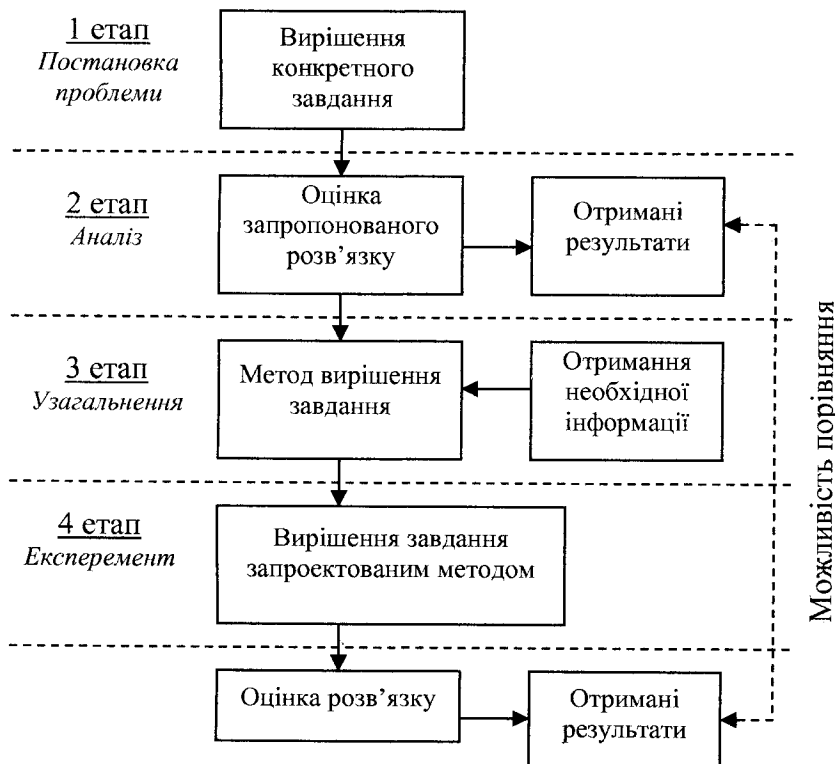 1 етап
Постановка
проблеми
Вирішення
конкретного
завдання
2 етап
Аналіз
Оцінка
запропонованого
розв’язку
Отримані
результати
3 етап
Узагальнення
Метод вирішення
завдання
Отримання
необхідної
інформації
4 етап
Експеремент
Вирішення завдання
запроектованим методом
Оцінка розв’язку
Отримані
результати
Можливість порівняння